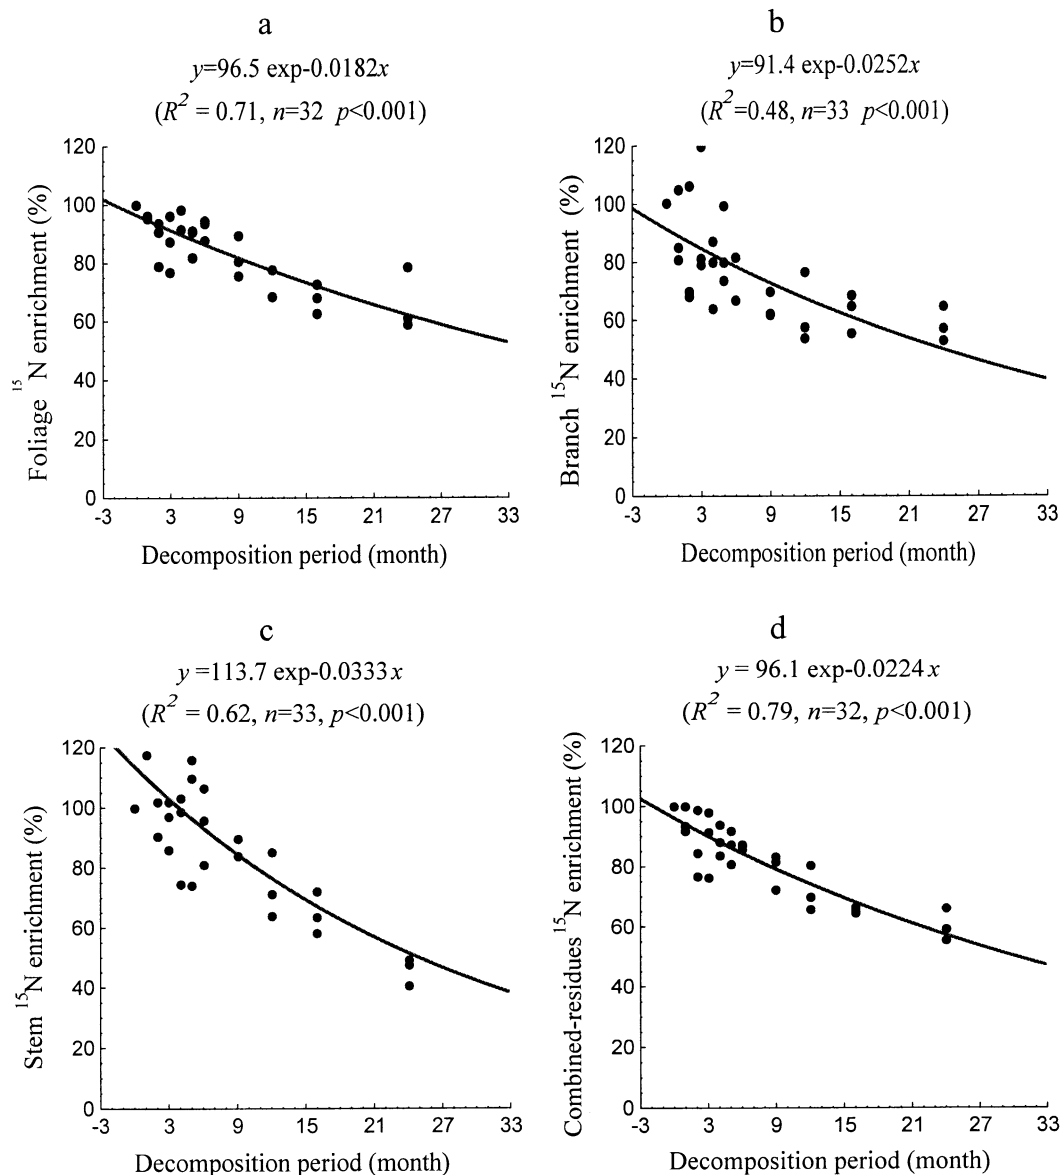 a
y=96.5 exp-0.0182x
(R² = 0.71, n=32 p<0.001)
120
100
80
60
40
20
0
Foliage ¹⁵N enrichment (%)
-3 3 9 15 21 27 33
Decomposition period (month)
b
y=91.4 exp-0.0252x
(R²=0.48, n=33 p<0.001)
120
100
80
60
40
20
0
Branch ¹⁵N enrichment (%)
-3 3 9 15 21 27 33
Decomposition period (month)
c
y =113.7 exp-0.0333x
(R² = 0.62, n=33, p<0.001)
120
100
80
60
40
20
0
Stem ¹⁵N enrichment (%)
-3 3 9 15 21 27 33
Decomposition period (month)
d
y = 96.1 exp-0.0224x
(R² = 0.79, n=32, p<0.001)
120
100
80
60
40
20
0
Combined-residues ¹⁵N enrichment (%)
-3 3 9 15 21 27 33
Decomposition period (month)